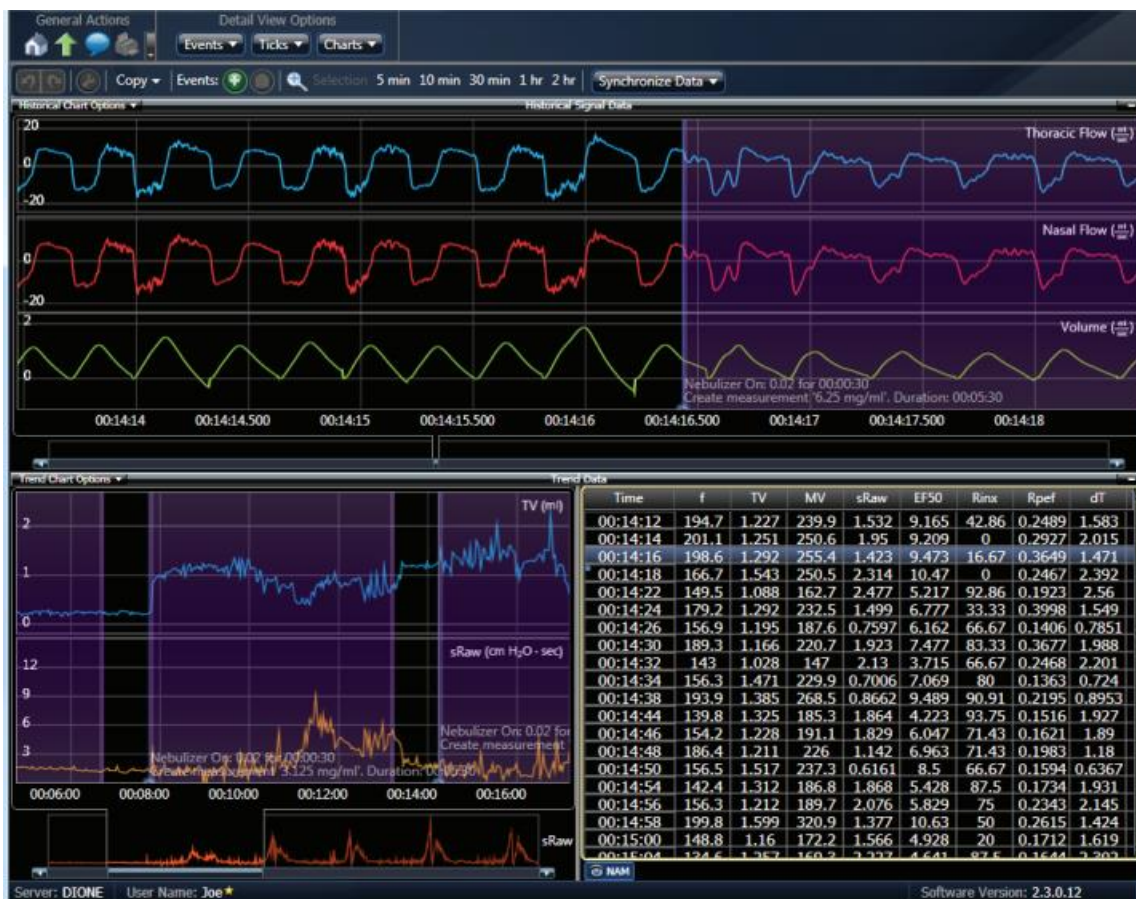 General Actions Detail View Options
Events Ticks Charts
Copy Events: Selection 5 min 10 min 30 min 1 hr 2 hr Synchronize Data
Historical Chart Options Historical Signal Data
20
Thoracic Flow (
0
-20
Nasal Flow (
0
-20
2
Volume (
0
Nebulizer On: 0.02 for 00:00:30
Create measurement '6.25 mg/ml'. Duration: 00:05:30
00:14:14 00:14:14.500 00:14:15 00:14:15.500 00:14:16 00:14:16.500 00:14:17 00:14:17.500 00:14:18
Trend Chart Options Trend Data
TV (ml)
2
1
0
sRaw (cm H₂O - sec)
12
9
6
3
Nebulizer On: 0.02 for
Create measurement
Nebulizer On: 0.02 for 00:00:30
Create measurement '3.125 mg/ml'. Duration: 00:05:30
00:06:00 00:08:00 00:10:00 00:12:00 00:14:00 00:16:00
sRaw
Time f TV MV sRaw EF50 Rinx Rpef dT
00:14:12 194.7 1.227 239.9 1.532 9.165 42.86 0.2489 1.583
00:14:14 201.1 1.251 250.6 1.95 9.209 0 0.2927 2.015
00:14:16 198.6 1.292 255.4 1.423 9.473 16.67 0.3649 1.471
00:14:18 166.7 1.543 250.5 2.314 10.47 0 0.2467 2.392
00:14:22 149.5 1.088 162.7 2.477 5.217 92.86 0.1923 2.56
00:14:24 179.2 1.292 232.5 1.499 6.777 33.33 0.3998 1.549
00:14:26 156.9 1.195 187.6 0.7597 6.162 66.67 0.1406 0.7851
00:14:30 189.3 1.166 220.7 1.923 7.477 83.33 0.3677 1.988
00:14:32 143 1.028 147 2.13 3.715 66.67 0.2468 2.201
00:14:34 156.3 1.471 229.9 0.7006 7.069 80 0.1363 0.724
00:14:38 193.9 1.385 268.5 0.8662 9.489 90.91 0.2195 0.8953
00:14:44 139.8 1.325 185.3 1.864 4.223 93.75 0.1516 1.927
00:14:46 154.2 1.228 191.1 1.829 6.047 71.43 0.1621 1.89
00:14:48 186.4 1.211 226 1.142 6.963 71.43 0.1983 1.18
00:14:50 156.5 1.517 237.3 0.6161 8.5 66.67 0.1594 0.6367
00:14:54 142.4 1.312 186.8 1.868 5.428 87.5 0.1734 1.931
00:14:56 156.3 1.212 189.7 2.076 5.829 75 0.2343 2.145
00:14:58 199.8 1.599 320.9 1.377 10.63 50 0.2615 1.424
00:15:00 148.8 1.16 172.2 1.566 4.928 20 0.1712 1.619
NAM
Server: DIONE User Name: Joe Software Version: 2.3.0.12